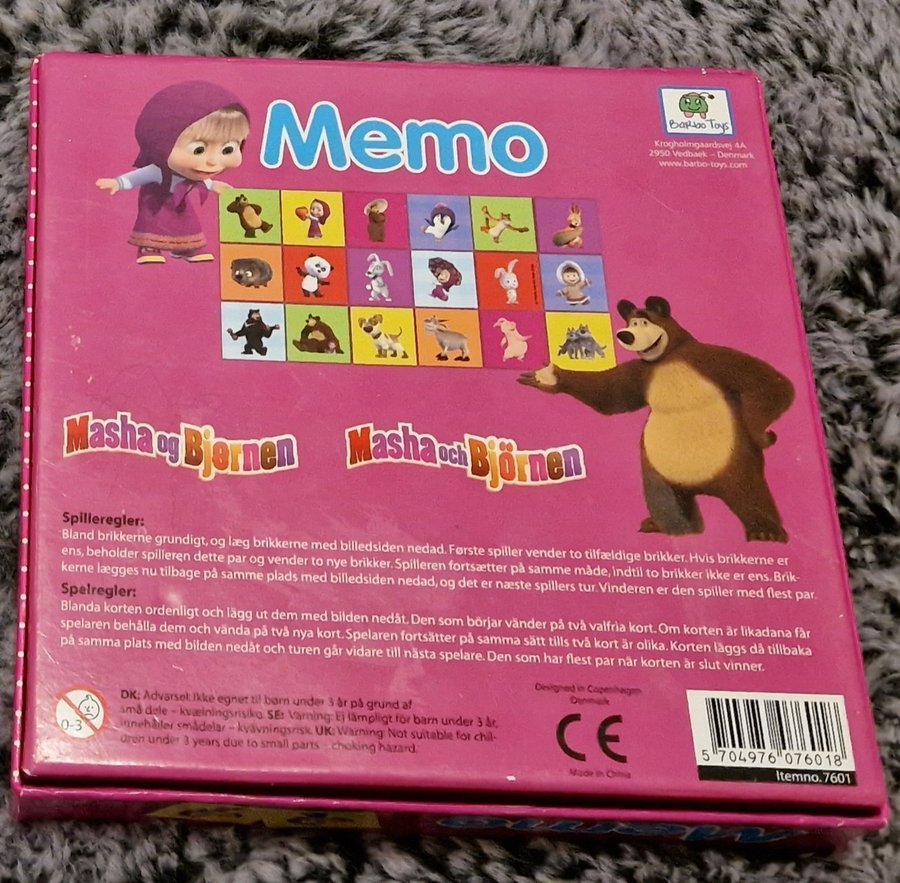 Memo
Barbo Toys
Krogholmgaardsvej 4A
2950 Vedbaek – Denmark
www.barbo-toys.com
Masha og Bjørnen
Masha och Björnen
Spilleregler:
Bland brikkerne grundigt, og læg brikkerne med billedsiden nedad. Første spiller vender to tilfældige brikker. Hvis brikkerne er
ens, beholder spilleren dette par og vender to nye brikker. Spilleren fortsætter på samme måde, indtil to brikker ikke er ens. Brik-
kerne lægges nu tilbage på samme plads med billedsiden nedad, og det er næste spillers tur. Vinderen er den spiller med flest par.
Spelregler:
Blanda korten ordenligt och lägg ut dem med bilden nedåt. Den som börjar vänder på två valfria kort. Om korten är likadana får
spelaren behålla dem och vända på två nya kort. Spelaren fortsätter på samma sätt tills två kort är olika. Korten läggs då tillbaka
på samma plats med bilden nedåt och turen går vidare till nästa spelare. Den som har flest par när korten är slut vinner.
0-3
DK: Advarsel: Ikke egnet til børn under 3 år på grund af
små dele – kvælningsrisiko. SE: Varning: Ej lämpligt för barn under 3 år,
innehåller smådelar – kvävningsrisk. UK: Warning: Not suitable for chil-
dren under 3 years due to small parts – choking hazard.
Designed in Copenhagen
Denmark
CE
Made in China
5 704976 076018
Itemno. 7601
Memo